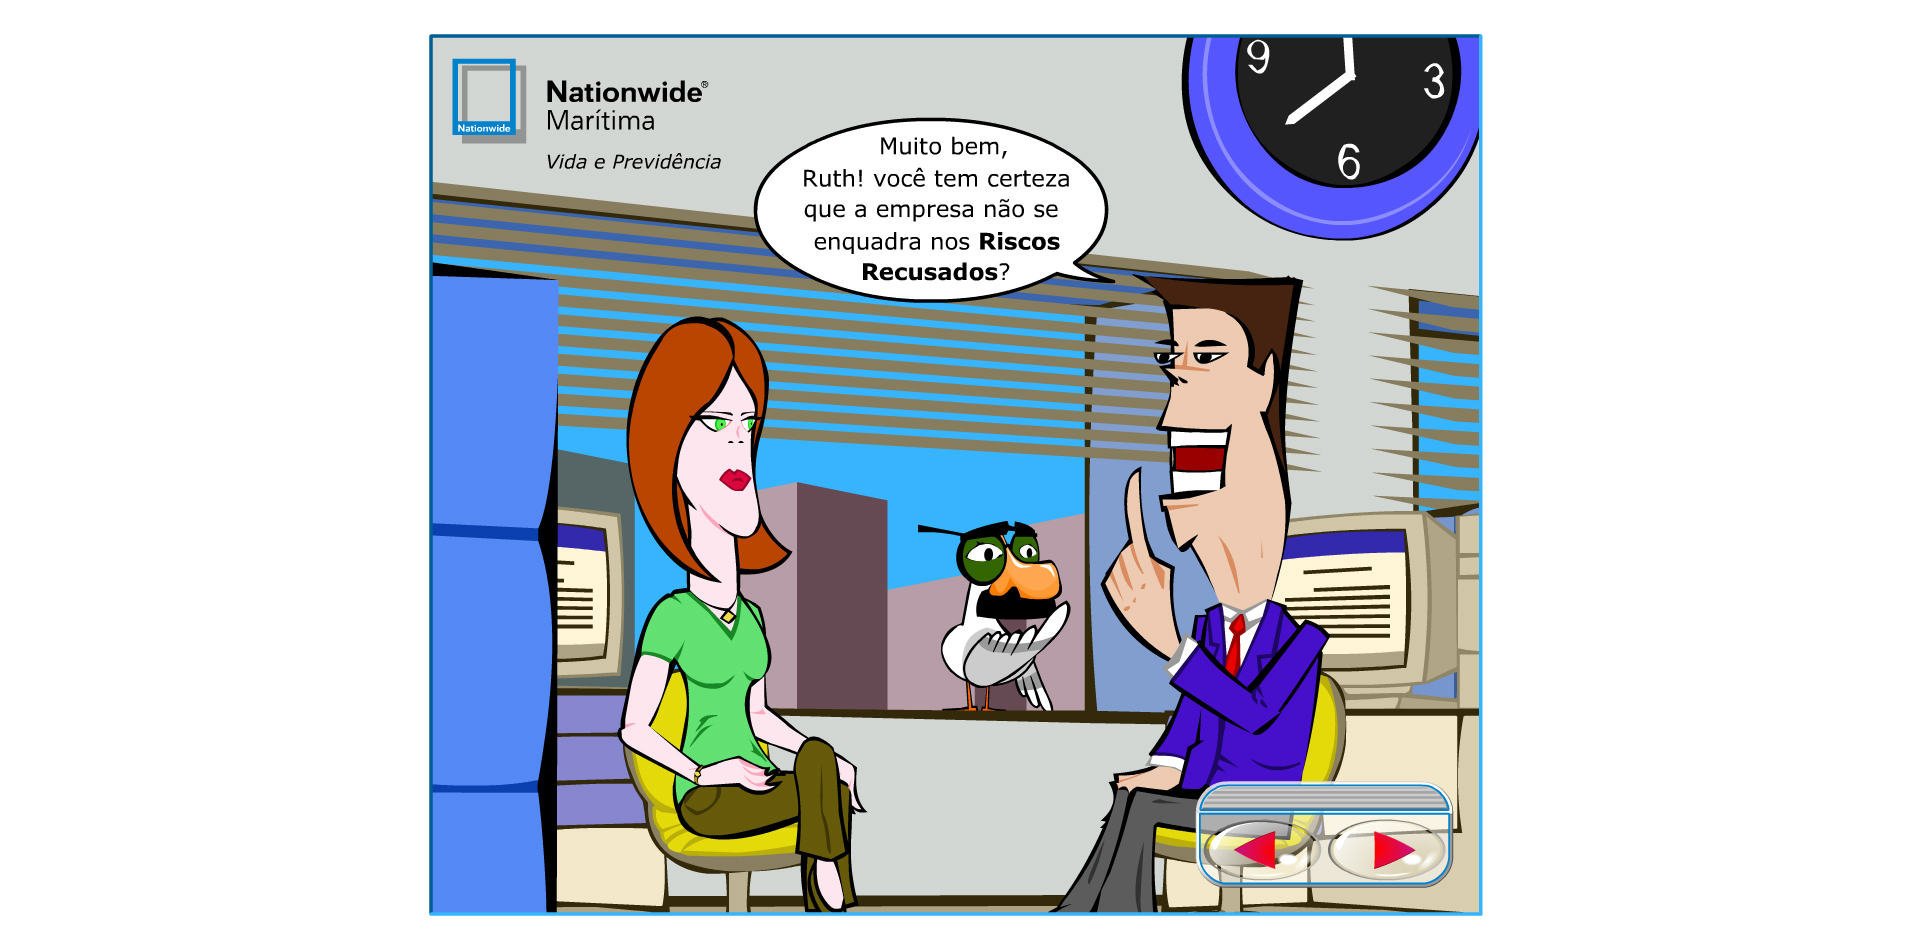 Nationwide
Nationwide®
Marítima
Vida e Previdência
Muito bem,
Ruth! você tem certeza
que a empresa não se
enquadra nos Riscos
Recusados?
9
3
6